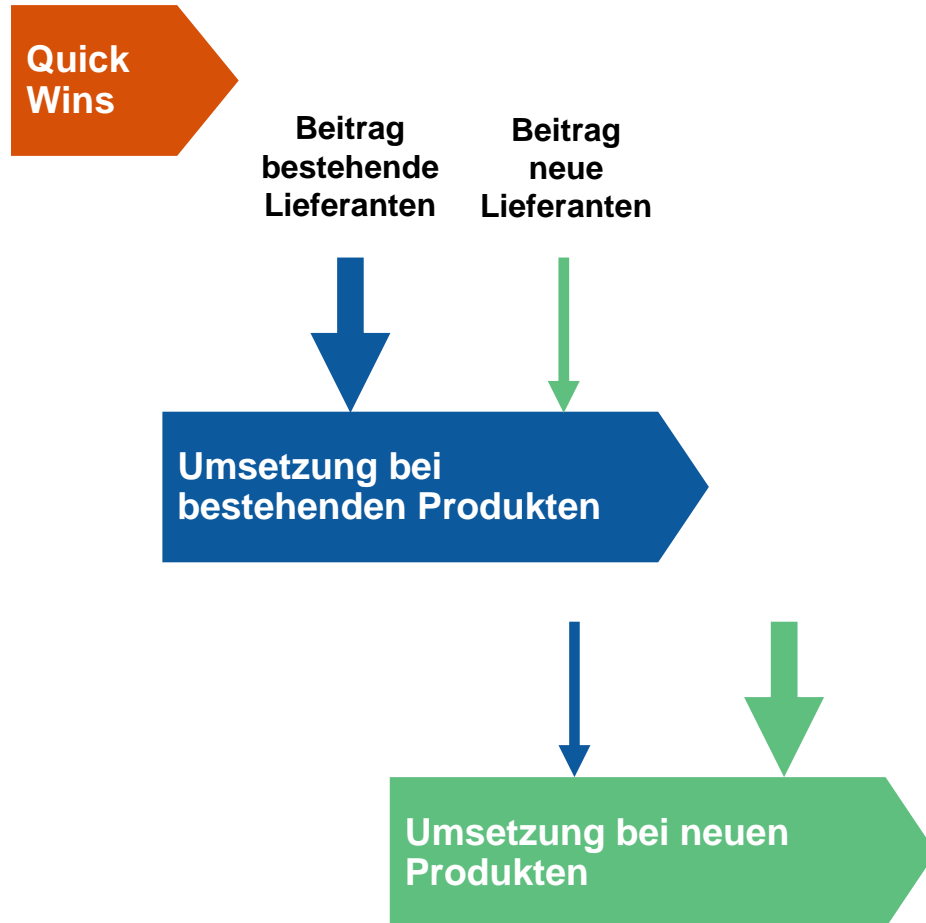 Quick
Wins
Beitrag
bestehende
Lieferanten
Beitrag
neue
Lieferanten
Umsetzung bei
bestehenden Produkten
Umsetzung bei neuen
Produkten